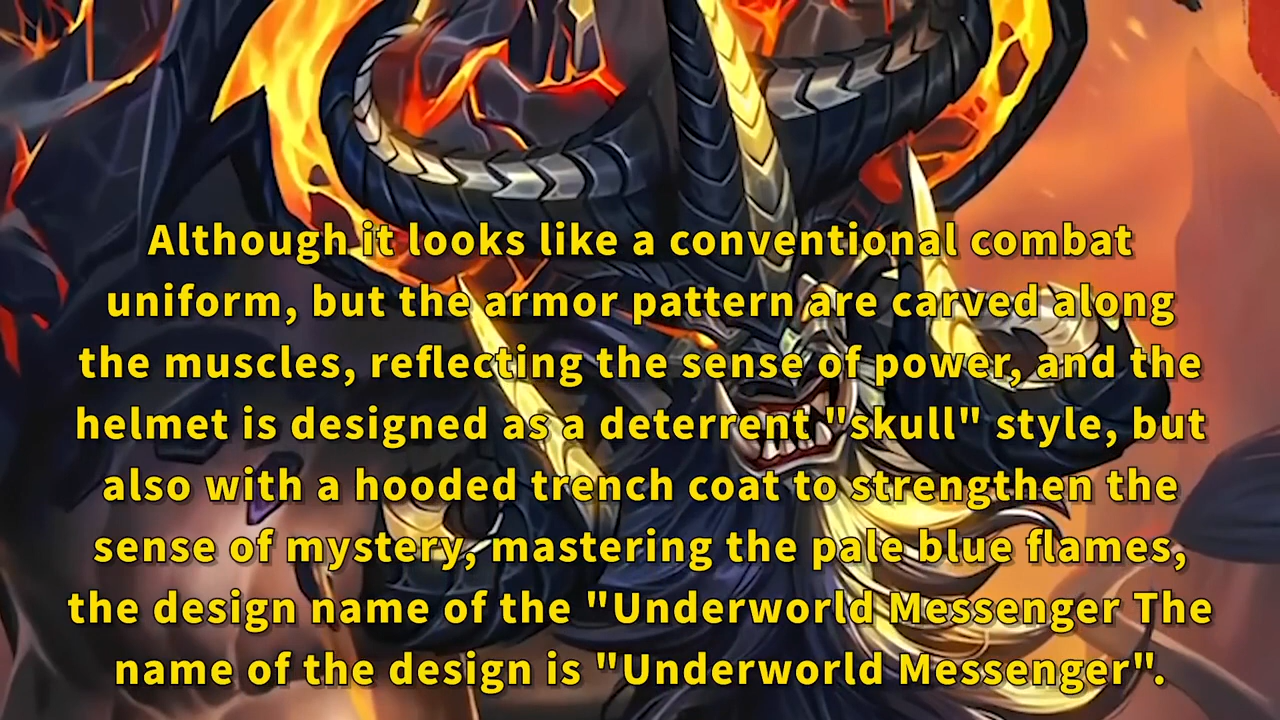 Although it looks like a conventional combat
uniform, but the armor pattern are carved along
the muscles, reflecting the sense of power, and the
helmet is designed as a deterrent "skull" style, but
also with a hooded trench coat to strengthen the
sense of mystery, mastering the pale blue flames,
the design name of the "Underworld Messenger The
name of the design is "Underworld Messenger".